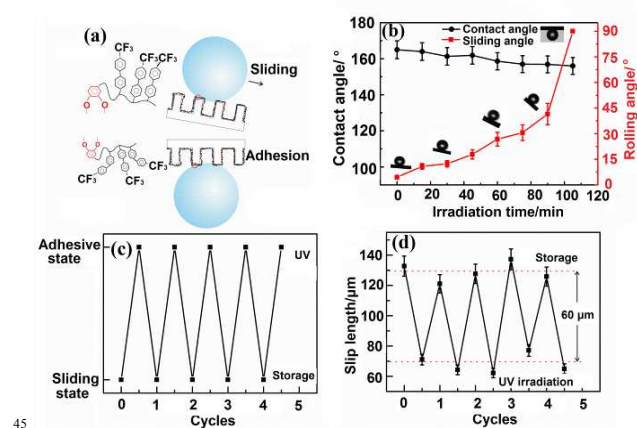 (a)
CF3
CF3
CF3
Sliding
Adhesion
CF3
CF3
CF3
(b)
Contact angle
Sliding angle
Contact angle/°
180
160
140
120
100
Rolling angle/°
90
75
60
45
30
15
0
0 20 40 60 80 100
Irradiation time/min
(c)
Adhesive
state
UV
Storage
Sliding
state
0 1 2 3 4 5
Cycles
(d)
Slip length/µm
140
120
100
80
60
Storage
60 µm
UV irradiation
0 1 2 3 4 5
Cycles
45